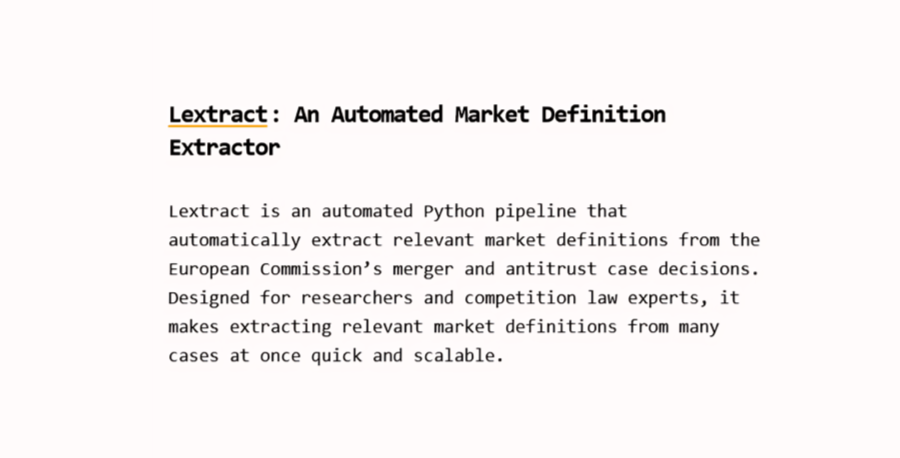 Lextract: An Automated Market Definition
Extractor
Lextract is an automated Python pipeline that
automatically extract relevant market definitions from the
European Commission’s merger and antitrust case decisions.
Designed for researchers and competition law experts, it
makes extracting relevant market definitions from many
cases at once quick and scalable.